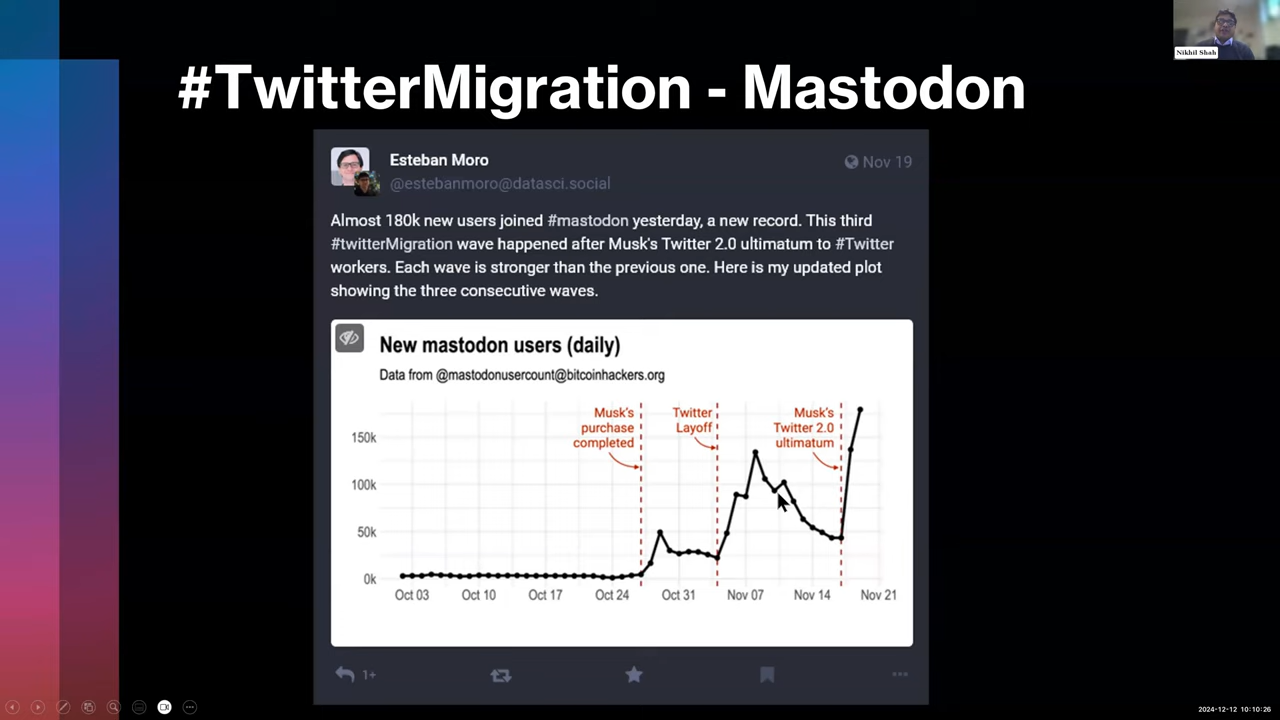 Nikhil Shah
#TwitterMigration - Mastodon
Esteban Moro
Nov 19
@estebanmoro@datasci.social
Almost 180k new users joined #mastodon yesterday, a new record. This third
#twitterMigration wave happened after Musk's Twitter 2.0 ultimatum to #Twitter
workers. Each wave is stronger than the previous one. Here is my updated plot
showing the three consecutive waves.
New mastodon users (daily)
Data from @mastodonusercount@bitcoinhackers.org
Musk's
purchase
completed
Twitter
Layoff
Musk's
Twitter 2.0
ultimatum
150k
100k
50k
0k
Oct 03
Oct 10
Oct 17
Oct 24
Oct 31
Nov 07
Nov 14
Nov 21
1+
2024-12-12 10:10:26